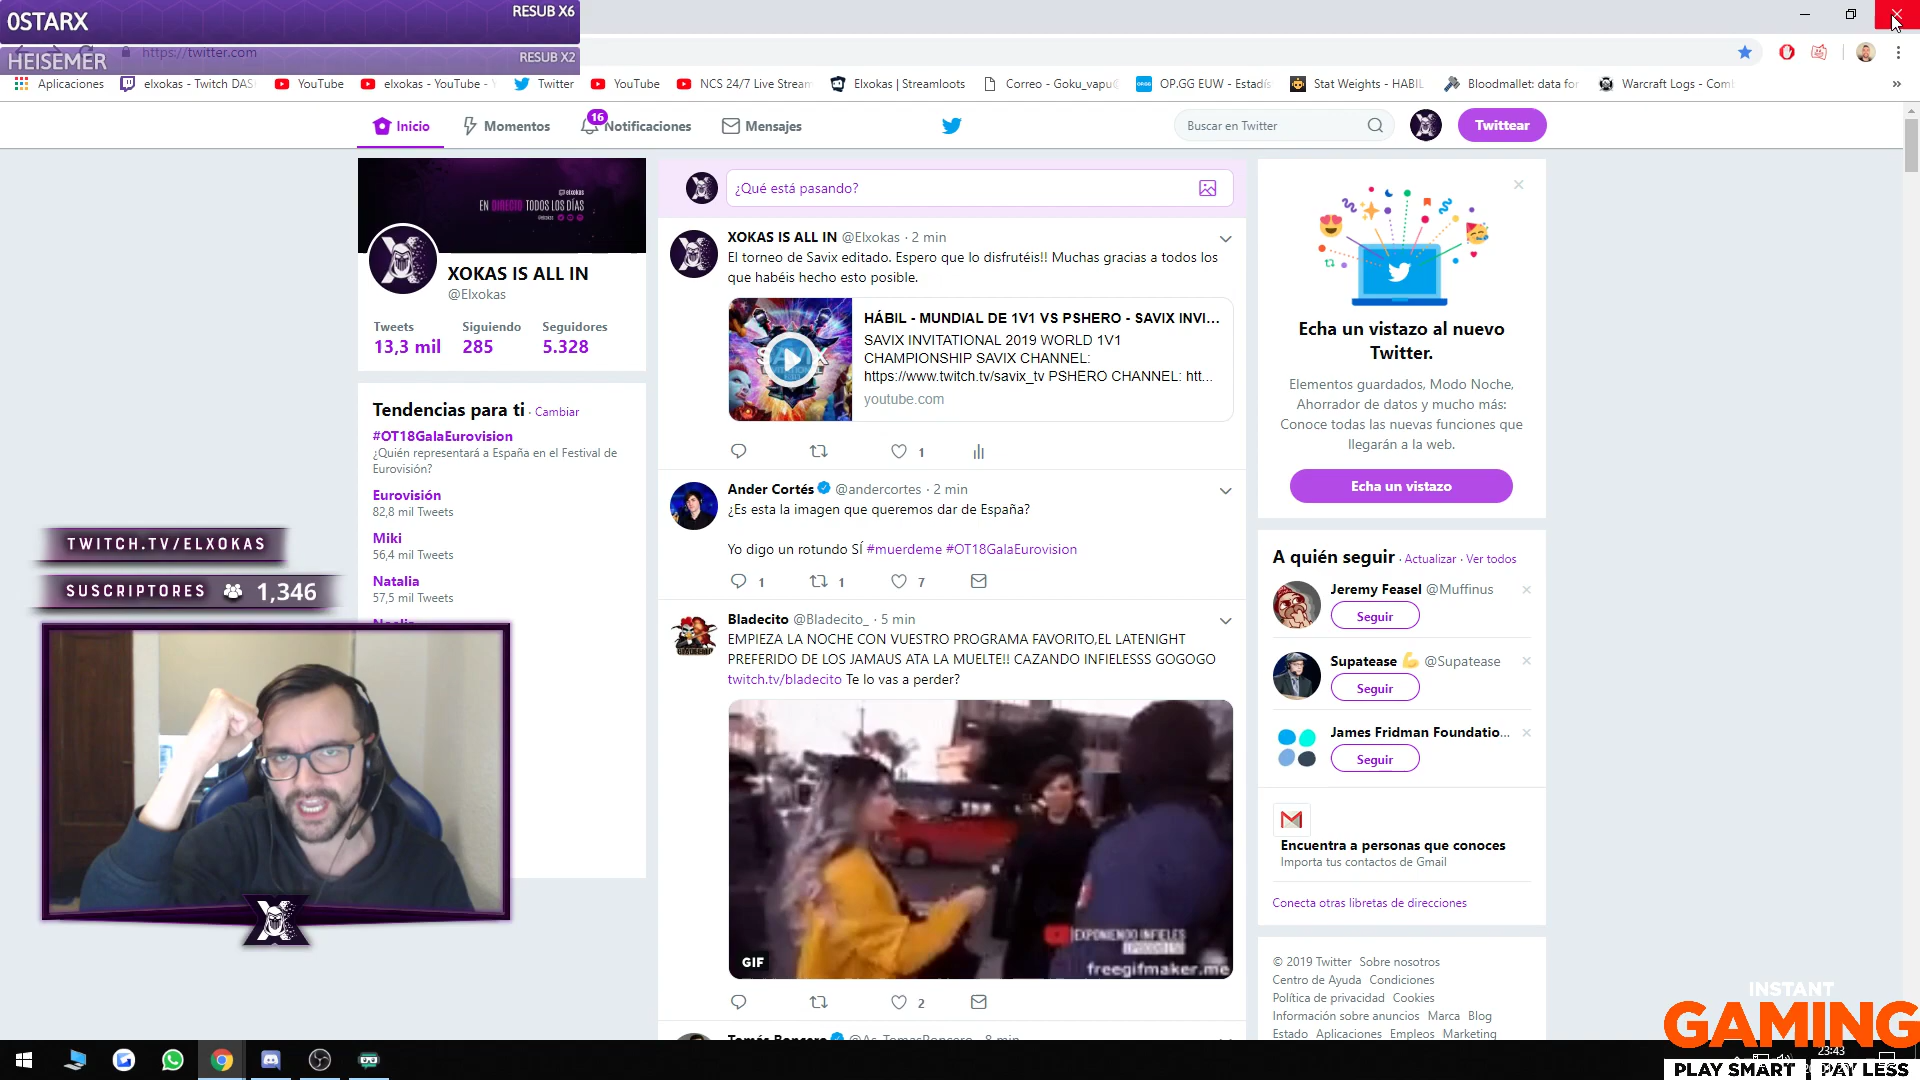 0STARX
RESUB X6
HEISEMER
RESUB X2
https://twitter.com
Aplicaciones
elxokas - Twitch DAS
YouTube
elxokas - YouTube -
Twitter
YouTube
NCS 24/7 Live Stream
Elxokas | Streamloots
Correo - Goku_vapu
OP.GG EUW - Estadís
Stat Weights - HABIL
Bloodmallet: data for
Warcraft Logs - Com
»
Inicio
Momentos
16
Notificaciones
Mensajes
Buscar en Twitter
Twittear
elxokas
EN DIRECTO TODOS LOS DÍAS
XOKAS IS ALL IN
@Elxokas
Tweets
Siguiendo
Seguidores
13,3 mil
285
5.328
Tendencias para ti · Cambiar
#OT18GalaEurovision
¿Quién representará a España en el Festival de
Eurovisión?
Eurovisión
82,8 mil Tweets
Miki
56,4 mil Tweets
Natalia
57,5 mil Tweets
TWITCH.TV/ELXOKAS
SUSCRIPTORES 1,346
¿Qué está pasando?
XOKAS IS ALL IN @Elxokas · 2 min
El torneo de Savix editado. Espero que lo disfrutéis!! Muchas gracias a todos los
que habéis hecho esto posible.
SAVIX
HÁBIL - MUNDIAL DE 1V1 VS PSHERO - SAVIX INVI...
SAVIX INVITATIONAL 2019 WORLD 1V1
CHAMPIONSHIP SAVIX CHANNEL:
https://www.twitch.tv/savix_tv PSHERO CHANNEL: htt...
youtube.com
1
Ander Cortés @andercortes · 2 min
¿Es esta la imagen que queremos dar de España?
Yo digo un rotundo SÍ #muerdeme #OT18GalaEurovision
1
1
7
Bladecito @Bladecito_ · 5 min
EMPIEZA LA NOCHE CON VUESTRO PROGRAMA FAVORITO,EL LATENIGHT
PREFERIDO DE LOS JAMAUS ATA LA MUELTE!! CAZANDO INFIELESSS GOGOGO
twitch.tv/bladecito Te lo vas a perder?
EXPONIENDO INFIELES
freegifmaker.me
GIF
2
Tomás Roncero @As_TomasRoncero · 8 min
Echa un vistazo al nuevo
Twitter.
Elementos guardados, Modo Noche,
Ahorrador de datos y mucho más:
Conoce todas las nuevas funciones que
llegarán a la web.
Echa un vistazo
A quién seguir · Actualizar · Ver todos
Jeremy Feasel @Muffinus
Seguir
Supatease @Supatease
Seguir
James Fridman Foundatio...
Seguir
Encuentra a personas que conoces
Importa tus contactos de Gmail
Conecta otras libretas de direcciones
© 2019 Twitter Sobre nosotros
Centro de Ayuda Condiciones
Política de privacidad Cookies
Información sobre anuncios Marca Blog
Estado Aplicaciones Empleos Marketing
INSTANT
GAMING
PLAY SMART PAY LESS
23:43